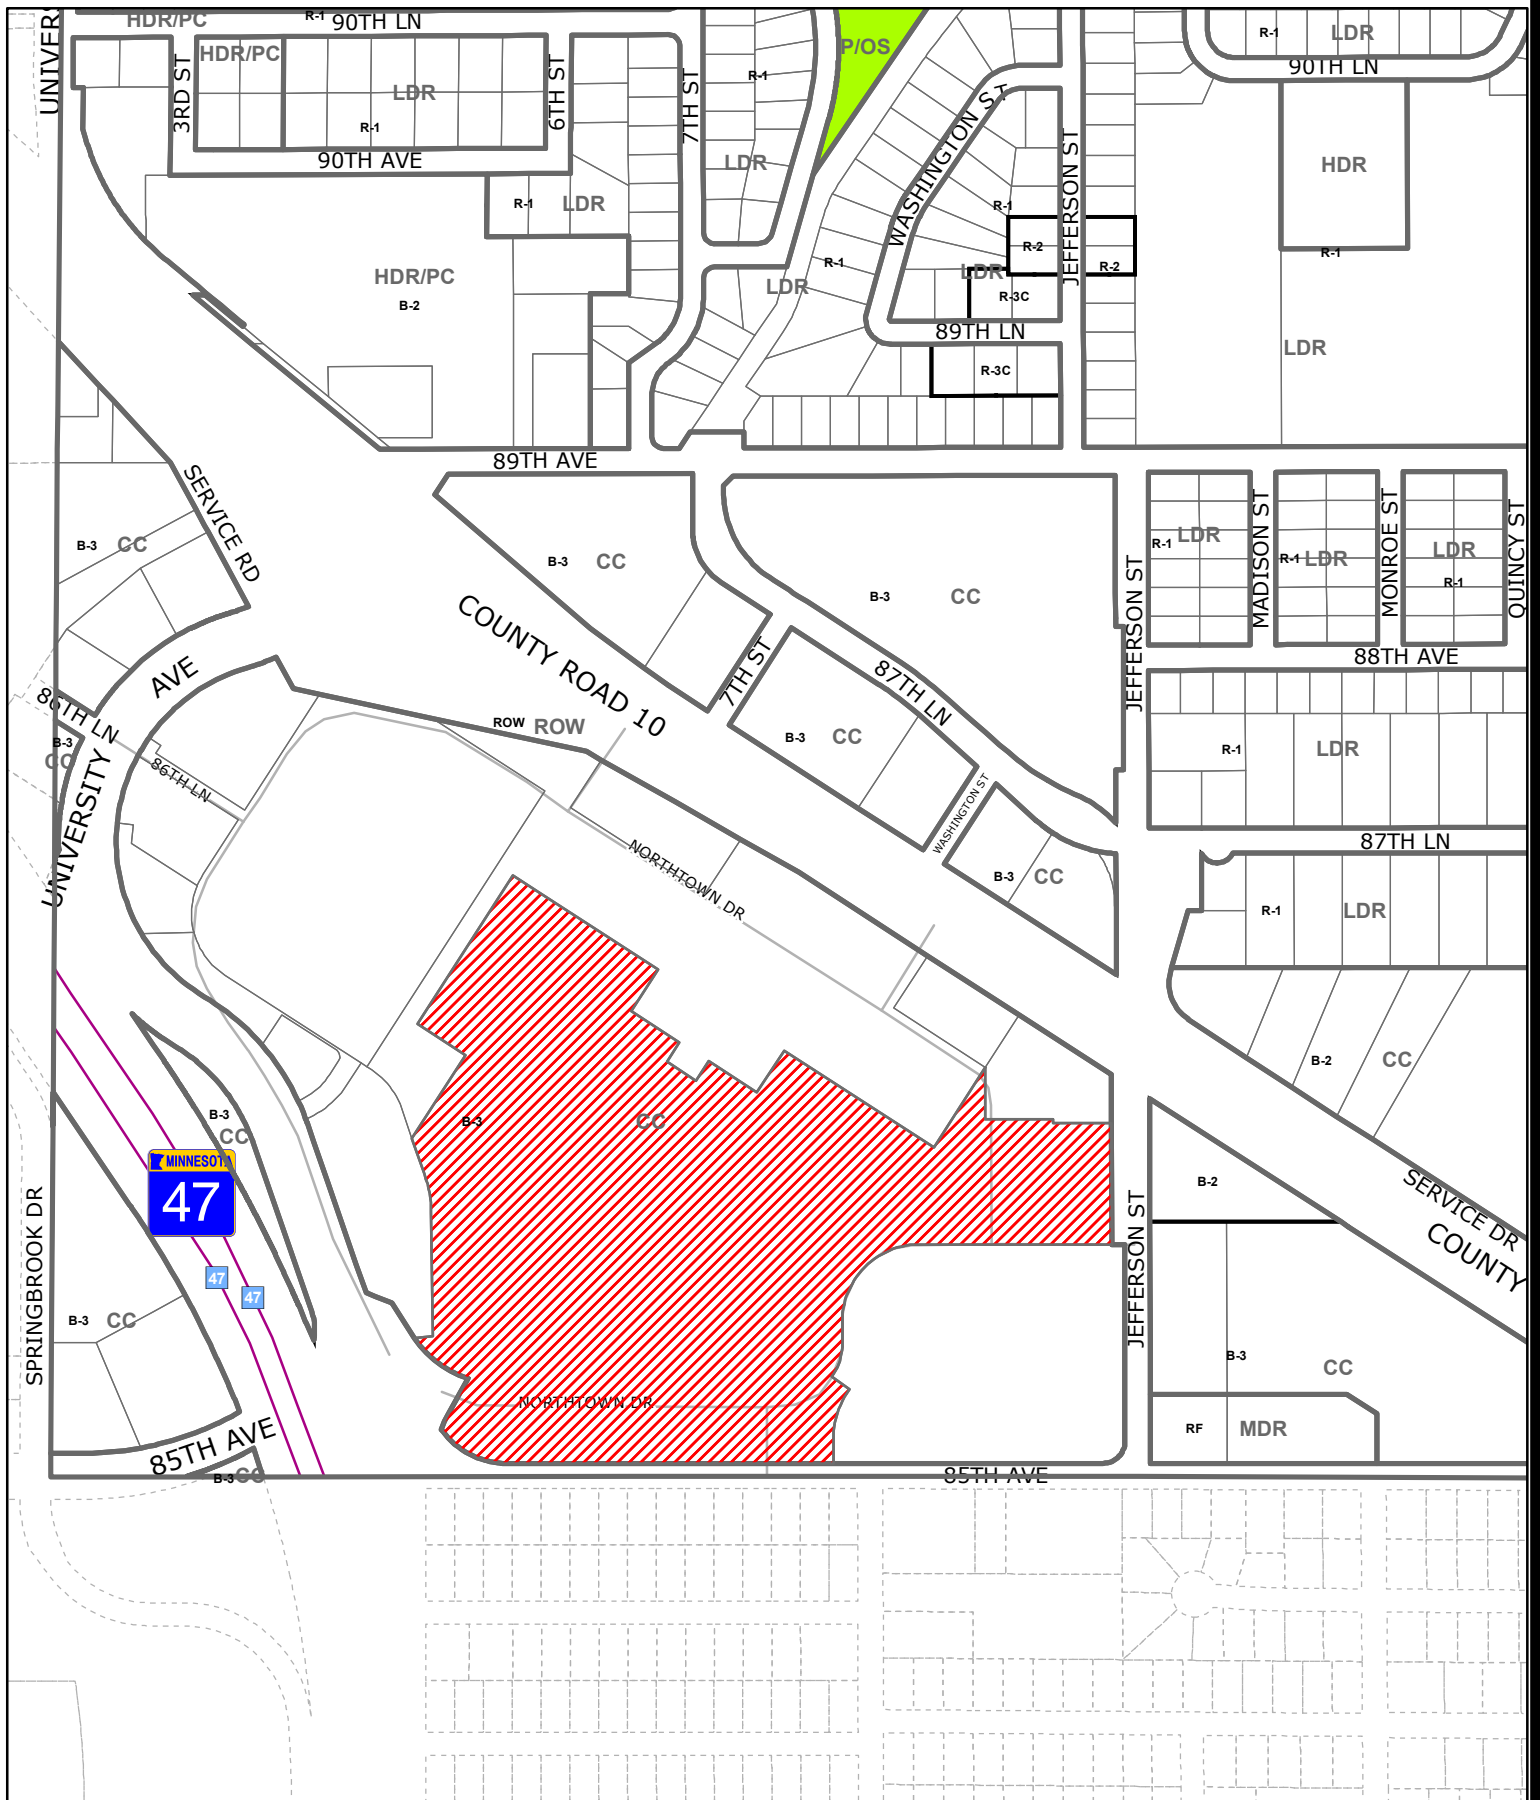 HDR/PC
R-1
90TH LN
UNIVERS
3RD ST
HDR/PC
LDR
R-1
6TH ST
90TH AVE
7TH ST
R-1
LDR
P/OS
WASHINGTON ST
JEFFERSON ST
R-1
LDR
90TH LN
HDR
R-1
R-1
LDR
HDR/PC
B-2
R-1
LDR
R-1
R-2
R-2
LDR
R-3C
89TH LN
R-3C
LDR
89TH AVE
SERVICE RD
B-3
CC
B-3
CC
B-3
CC
COUNTY ROAD 10
7TH ST
87TH LN
JEFFERSON ST
R-1
LDR
MADISON ST
R-1
LDR
MONROE ST
LDR
R-1
QUINCY ST
88TH AVE
AVE
86TH LN
B-3
CC
UNIVERSITY
86TH LN
ROW
ROW
B-3
CC
WASHINGTON ST
R-1
LDR
87TH LN
NORTHTOWN DR
B-3
CC
R-1
LDR
B-2
CC
B-3
CC
B-3
CC
MINNESOTA
47
47
47
SPRINGBROOK DR
B-3
CC
JEFFERSON ST
B-2
SERVICE DR
COUNTY
B-3
CC
NORTHTOWN DR
RF
MDR
85TH AVE
B-3
CC
85TH AVE